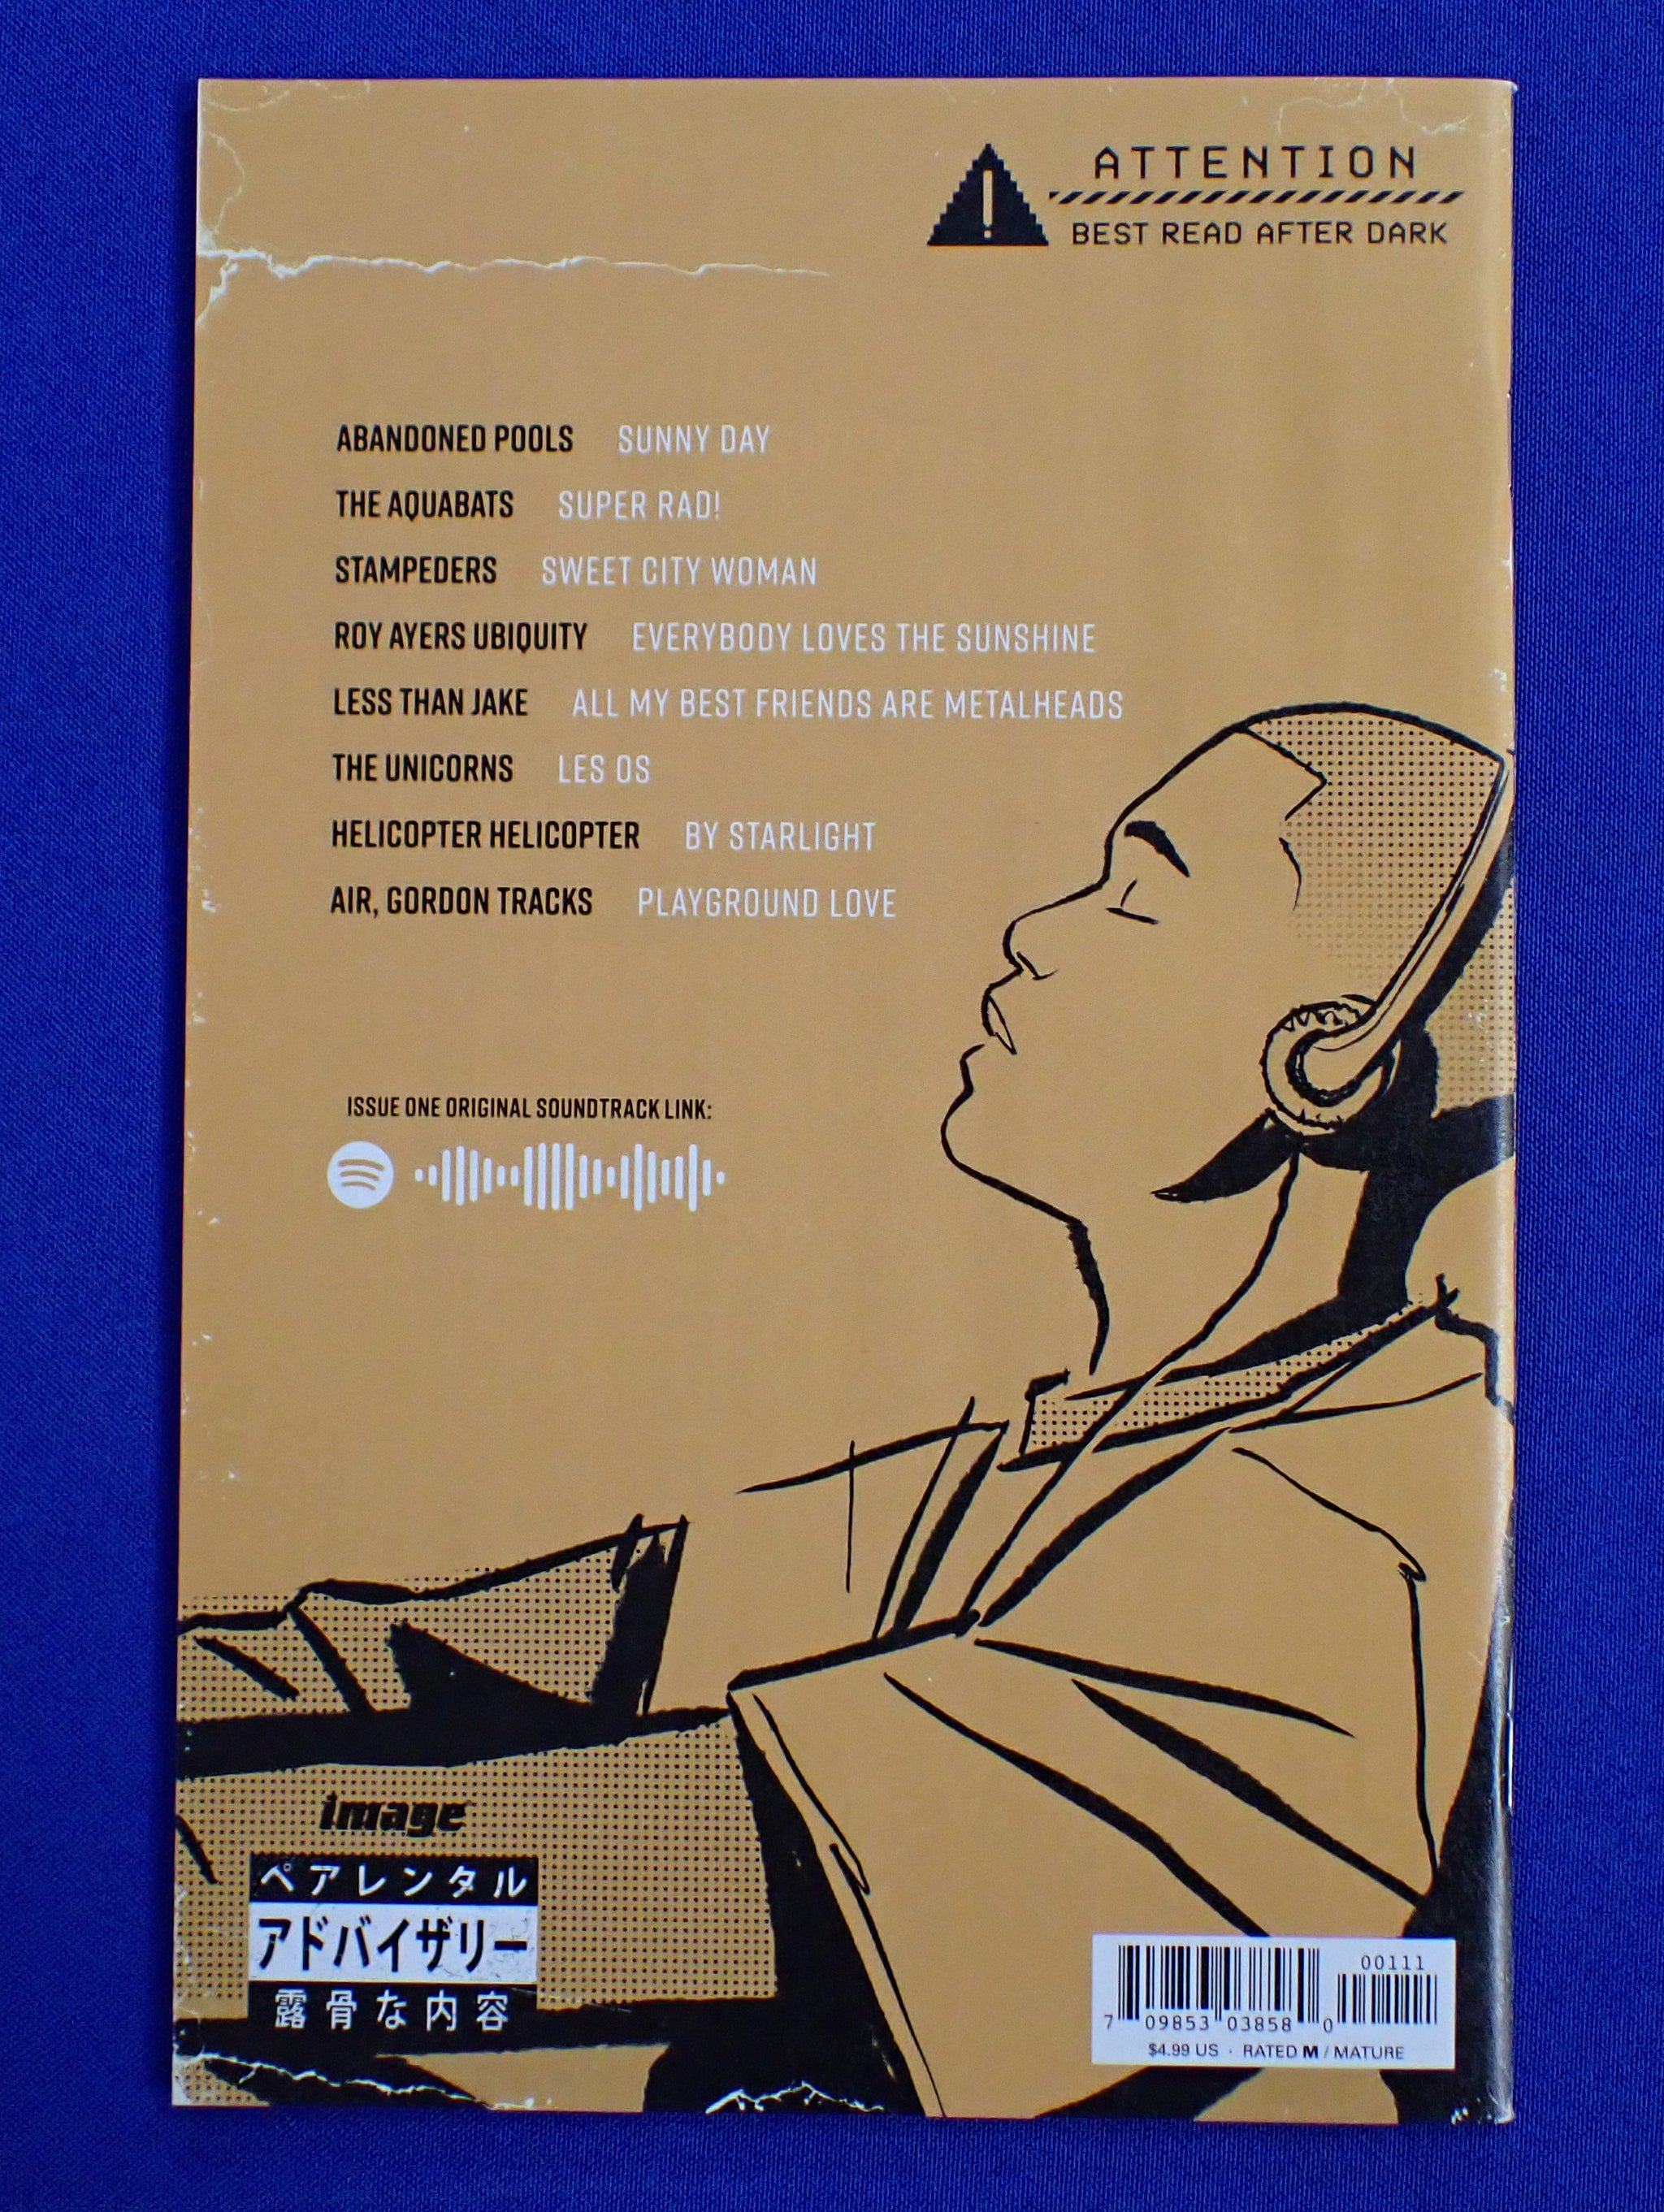 ATTENTION
BEST READ AFTER DARK
ABANDONED POOLS SUNNY DAY
THE AQUABATS SUPER RAD!
STAMPEDERS SWEET CITY WOMAN
ROY AYERS UBIQUITY EVERYBODY LOVES THE SUNSHINE
LESS THAN JAKE ALL MY BEST FRIENDS ARE METALHEADS
THE UNICORNS LES OS
HELICOPTER HELICOPTER BY STARLIGHT
AIR, GORDON TRACKS PLAYGROUND LOVE
ISSUE ONE ORIGINAL SOUNDTRACK LINK:
image
ペアレンタル
アドバイザリー
露骨な内容
00111
7 09853 03858 0
$4.99 US · RATED M / MATURE